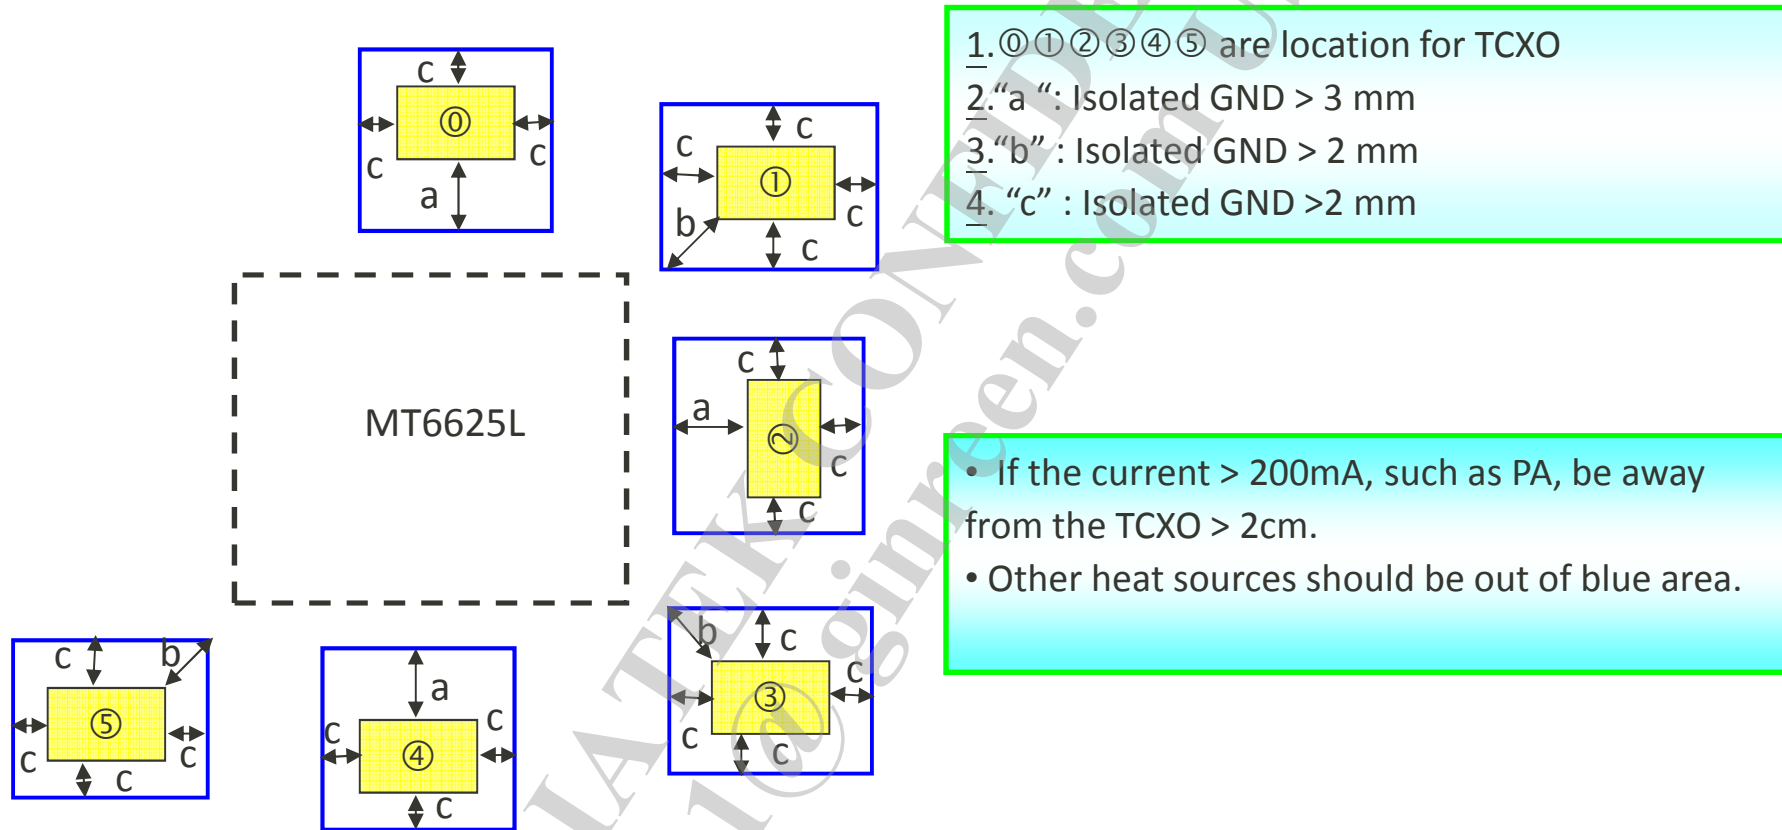 c
c
⓪
c
a
c
c
①
c
b
c
MT6625L
c
a
②
c
c
b
c
c
③
c
c
c
b
⑤
c
c
c
a
c
c
④
c
1.⓪①②③④⑤ are location for TCXO
2.“a “: Isolated GND > 3 mm
3.“b” : Isolated GND > 2 mm
4. “c” : Isolated GND >2 mm
• If the current > 200mA, such as PA, be away
from the TCXO > 2cm.
• Other heat sources should be out of blue area.